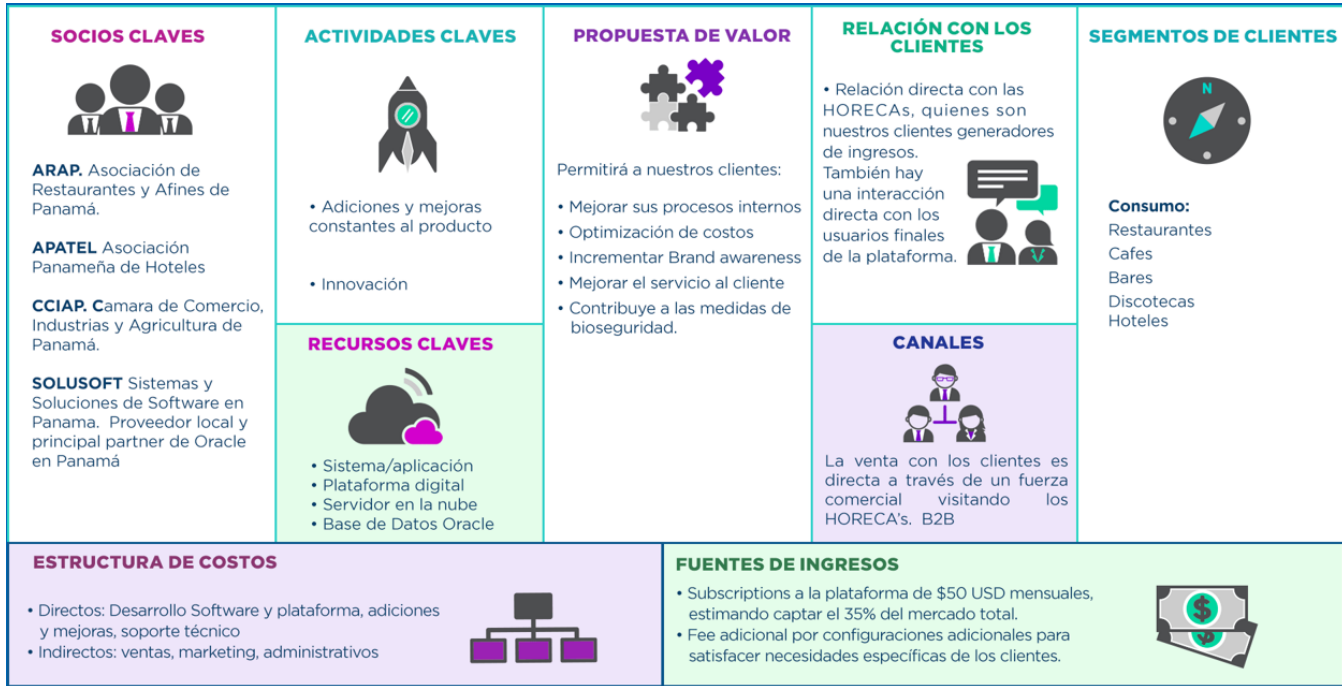 SOCIOS CLAVES
ARAP. Asociación de
Restaurantes y Afines de
Panamá.
APATEL Asociación
Panameña de Hoteles
CCIAP. Camara de Comercio,
Industrias y Agricultura de
Panamá.
SOLUSOFT Sistemas y
Soluciones de Software en
Panama. Proveedor local y
principal partner de Oracle
en Panamá
ACTIVIDADES CLAVES
• Adiciones y mejoras
constantes al producto
• Innovación
RECURSOS CLAVES
• Sistema/aplicación
• Plataforma digital
• Servidor en la nube
• Base de Datos Oracle
PROPUESTA DE VALOR
Permitirá a nuestros clientes:
• Mejorar sus procesos internos
• Optimización de costos
• Incrementar Brand awareness
• Mejorar el servicio al cliente
• Contribuye a las medidas de
bioseguridad.
RELACIÓN CON LOS
CLIENTES
• Relación directa con las
HORECAs, quienes son
nuestros clientes generadores
de ingresos.
También hay
una interacción
directa con los
usuarios finales
de la plataforma.
CANALES
La venta con los clientes es
directa a través de un fuerza
comercial visitando los
HORECA's. B2B
SEGMENTOS DE CLIENTES
N
Consumo:
Restaurantes
Cafes
Bares
Discotecas
Hoteles
ESTRUCTURA DE COSTOS
• Directos: Desarrollo Software y plataforma, adiciones
y mejoras, soporte técnico
• Indirectos: ventas, marketing, administrativos
FUENTES DE INGRESOS
• Subscriptions a la plataforma de $50 USD mensuales,
estimando captar el 35% del mercado total.
• Fee adicional por configuraciones adicionales para
satisfacer necesidades específicas de los clientes.
$
$